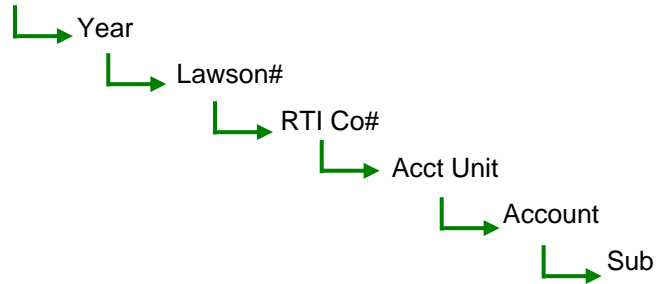 Year
Lawson#
RTI Co#
Acct Unit
Account
Sub